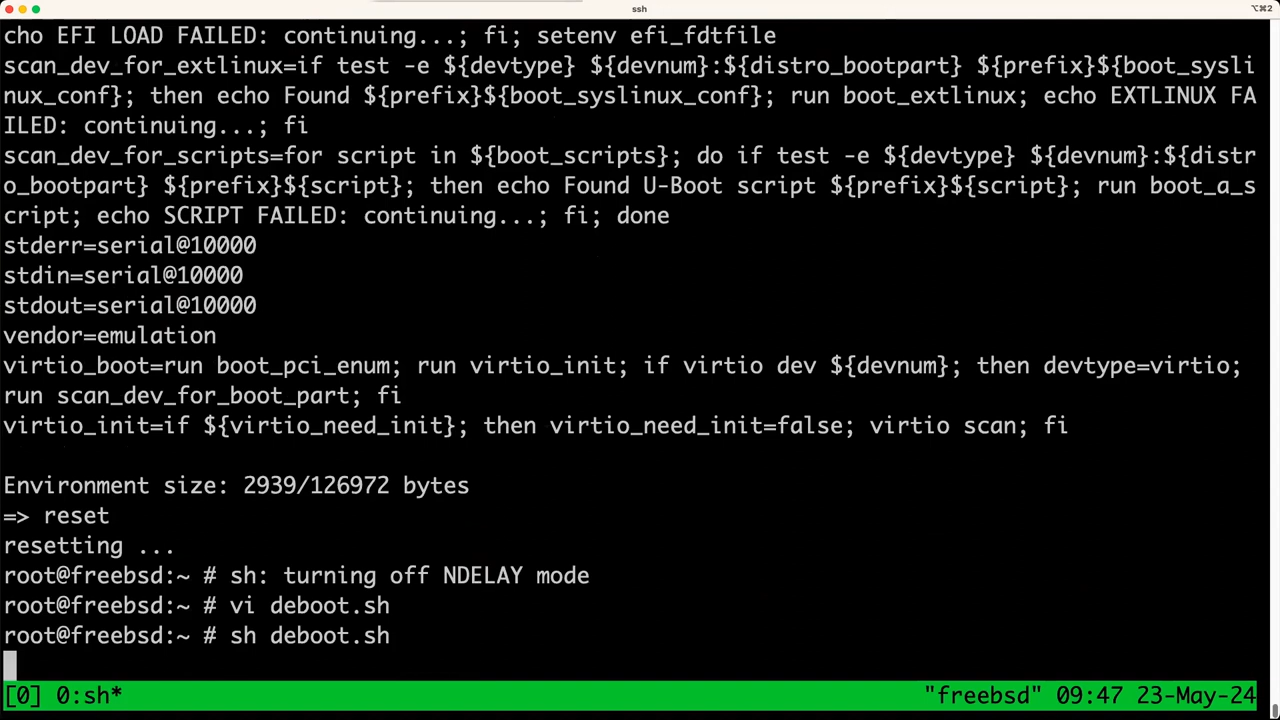 ssh
⌥⌘2
cho EFI LOAD FAILED: continuing...; fi; setenv efi_fdtfile
scan_dev_for_extlinux=if test -e ${devtype} ${devnum}:${distro_bootpart} ${prefix}${boot_sysli
nux_conf}; then echo Found ${prefix}${boot_syslinux_conf}; run boot_extlinux; echo EXTLINUX FA
ILED: continuing...; fi
scan_dev_for_scripts=for script in ${boot_scripts}; do if test -e ${devtype} ${devnum}:${distr
o_bootpart} ${prefix}${script}; then echo Found U-Boot script ${prefix}${script}; run boot_a_s
cript; echo SCRIPT FAILED: continuing...; fi; done
stderr=serial@10000
stdin=serial@10000
stdout=serial@10000
vendor=emulation
virtio_boot=run boot_pci_enum; run virtio_init; if virtio dev ${devnum}; then devtype=virtio;
run scan_dev_for_boot_part; fi
virtio_init=if ${virtio_need_init}; then virtio_need_init=false; virtio scan; fi
Environment size: 2939/126972 bytes
=> reset
resetting ...
root@freebsd:~ # sh: turning off NDELAY mode
root@freebsd:~ # vi deboot.sh
root@freebsd:~ # sh deboot.sh
[0] 0:sh* "freebsd" 09:47 23-May-24